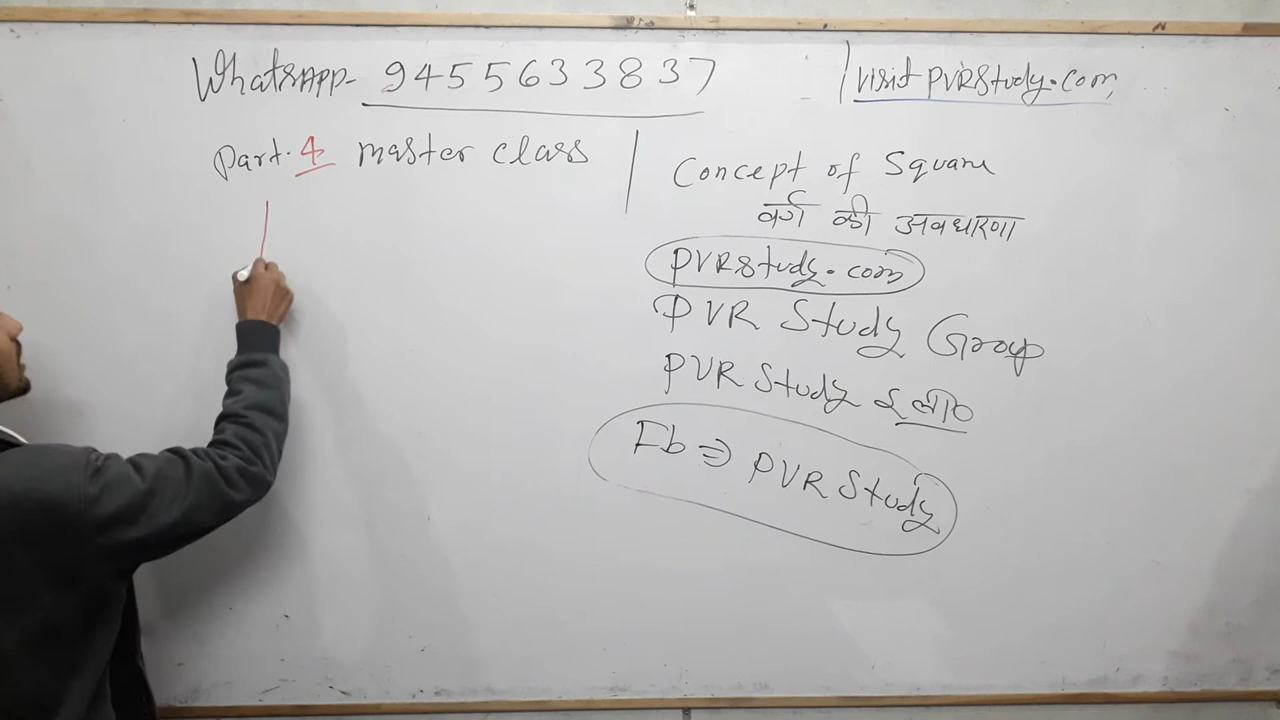 WhatsAPP- 9455633837
visit PVRStudy.com
Part. 4 master class
Concept of Square
वर्ग की अवधारणा
PVRStudy.com
PVR Study Group
PVR Study
Fb ⇒ PVR Study